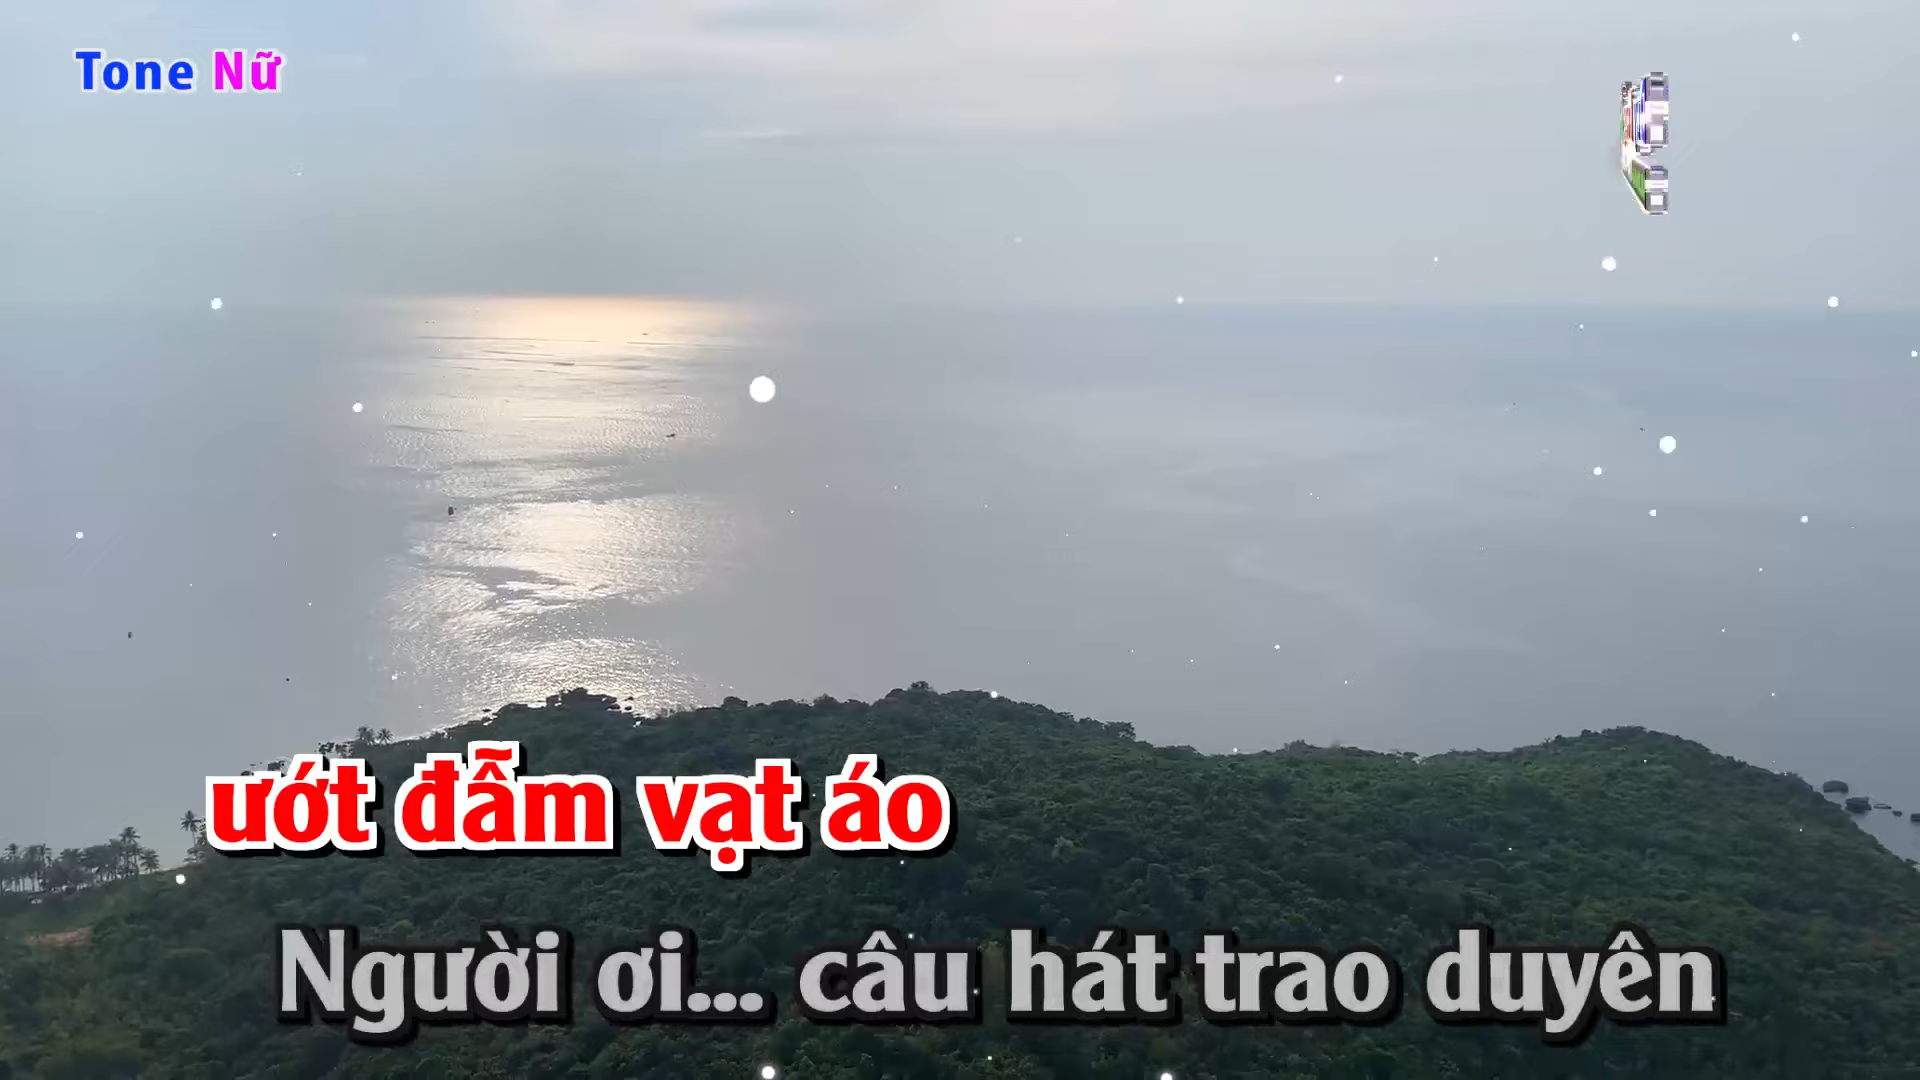 Tone Nữ
ướt đẫm vạt áo
Người ơi... câu hát trao duyên